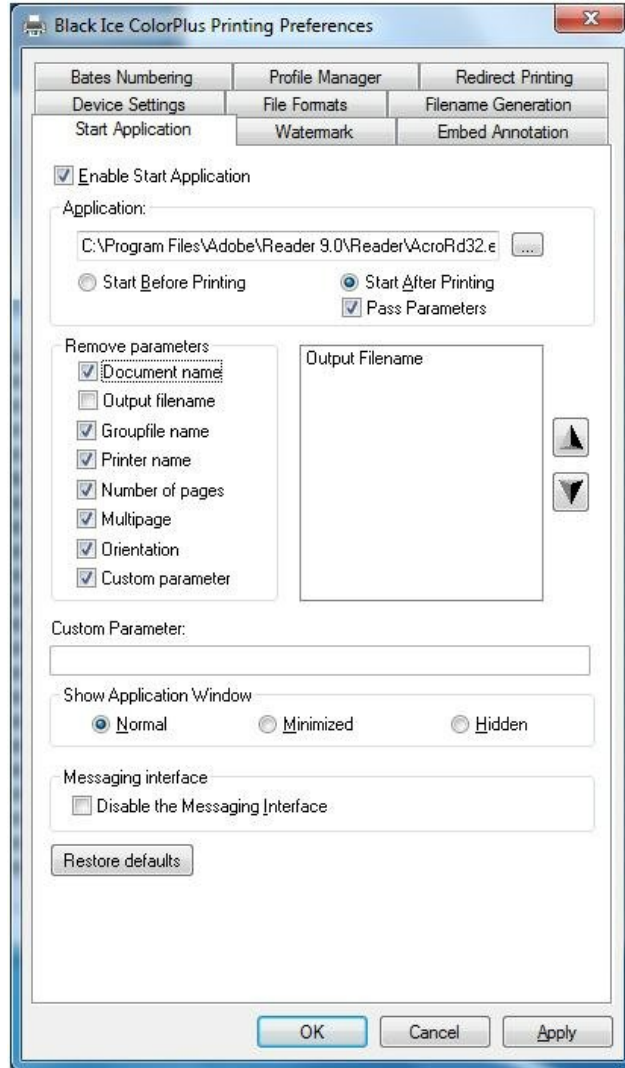 Black Ice ColorPlus Printing Preferences
Bates Numbering Profile Manager Redirect Printing
Device Settings File Formats Filename Generation
Start Application Watermark Embed Annotation
Enable Start Application
Application:
C:\Program Files\Adobe\Reader 9.0\Reader\AcroRd32.e ...
Start Before Printing Start After Printing
Pass Parameters
Remove parameters
Document name
Output filename
Groupfile name
Printer name
Number of pages
Multipage
Orientation
Custom parameter
Output Filename
Custom Parameter:
Show Application Window
Normal Minimized Hidden
Messaging interface
Disable the Messaging Interface
Restore defaults
OK Cancel Apply